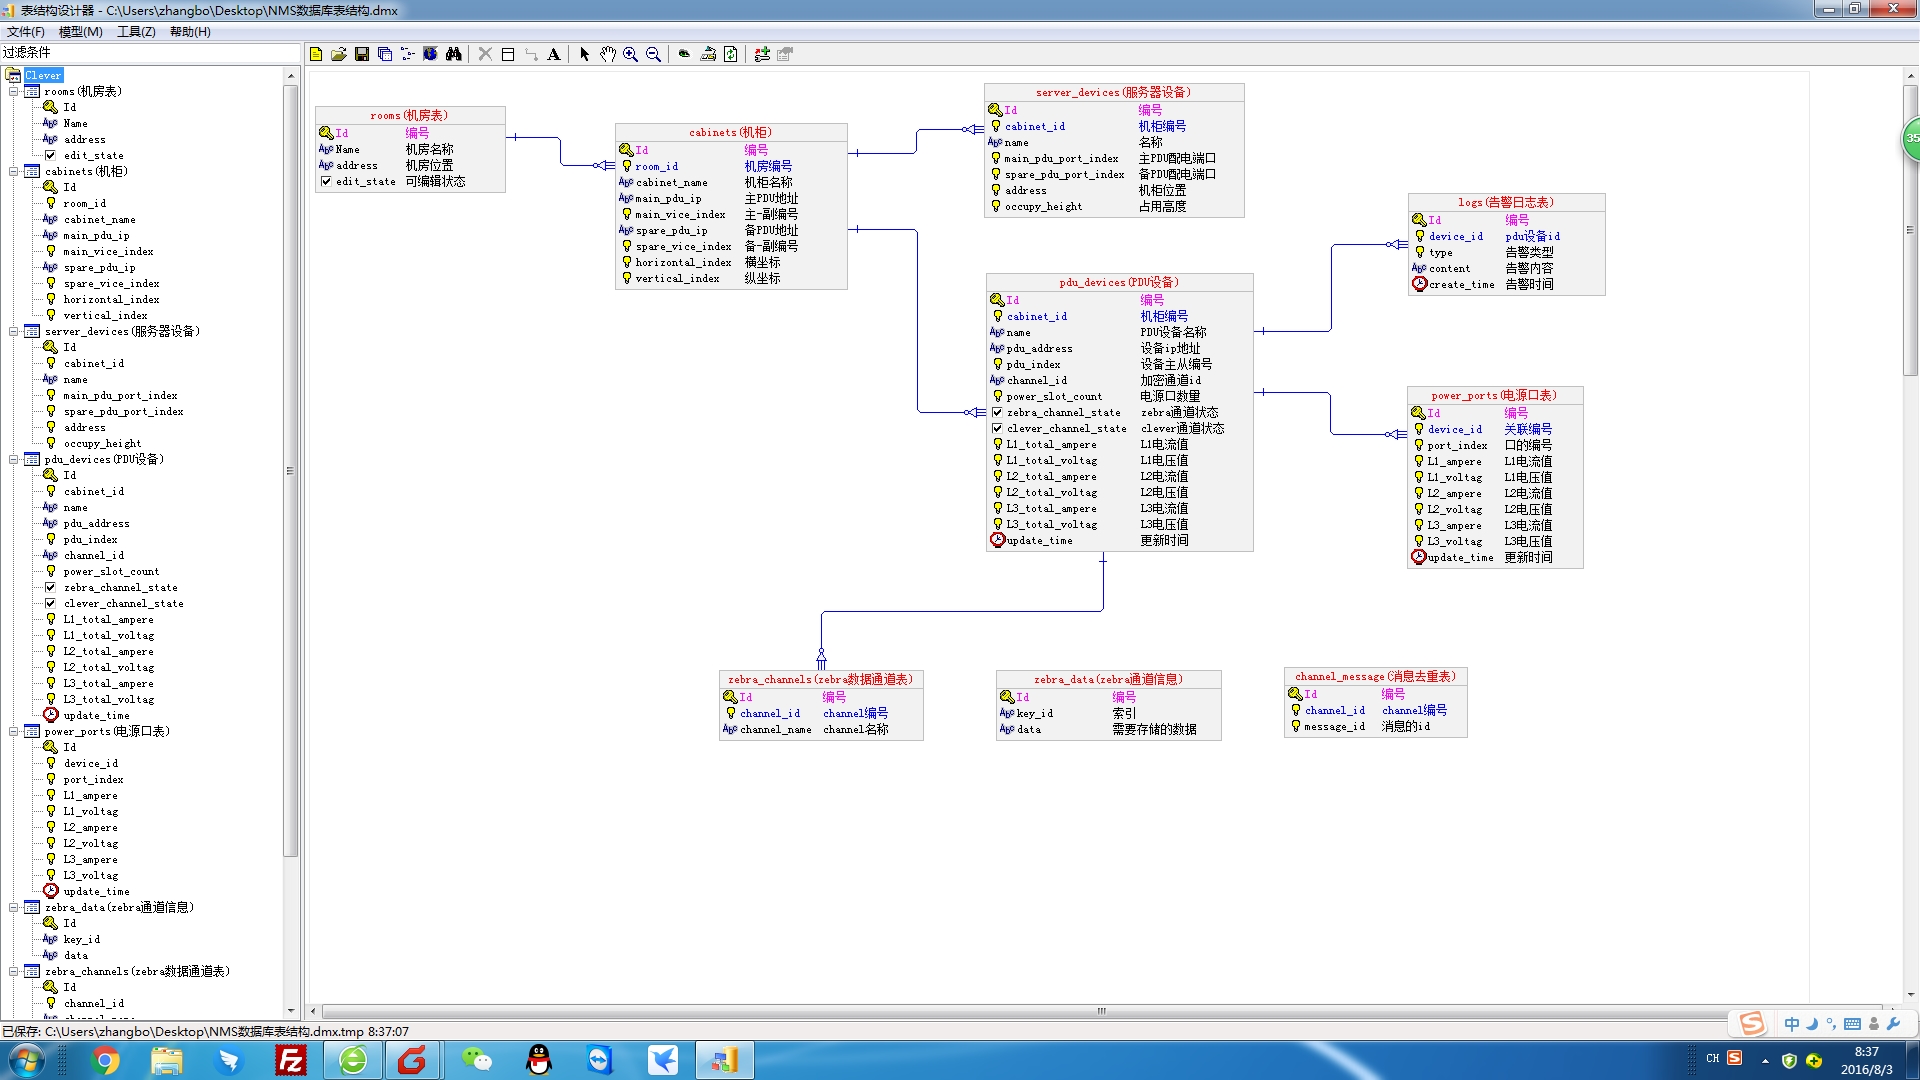 表结构设计器 - C:\Users\zhangbo\Desktop\NMS数据库表结构.dmx
文件(F) 模型(M) 工具(Z) 帮助(H)
过滤条件
Clever
rooms(机房表)
Id
Name
address
edit_state
cabinets(机柜)
Id
room_id
cabinet_name
main_pdu_ip
main_vice_index
spare_pdu_ip
spare_vice_index
horizontal_index
vertical_index
server_devices(服务器设备)
Id
cabinet_id
name
main_pdu_port_index
spare_pdu_port_index
address
occupy_height
pdu_devices(PDU设备)
Id
cabinet_id
name
pdu_address
pdu_index
channel_id
power_slot_count
zebra_channel_state
clever_channel_state
L1_total_ampere
L1_total_voltag
L2_total_ampere
L2_total_voltag
L3_total_ampere
L3_total_voltag
update_time
power_ports(电源口表)
Id
device_id
port_index
L1_ampere
L1_voltag
L2_ampere
L2_voltag
L3_ampere
L3_voltag
update_time
zebra_data(zebra通道信息)
Id
key_id
data
zebra_channels(zebra数据通道表)
Id
channel_id
rooms(机房表)
Id 编号
Name 机房名称
address 机房位置
edit_state 可编辑状态
cabinets(机柜)
Id 编号
room_id 机房编号
cabinet_name 机柜名称
main_pdu_ip 主PDU地址
main_vice_index 主-副编号
spare_pdu_ip 备PDU地址
spare_vice_index 备-副编号
horizontal_index 横坐标
vertical_index 纵坐标
server_devices(服务器设备)
Id 编号
cabinet_id 机柜编号
name 名称
main_pdu_port_index 主PDU配电端口
spare_pdu_port_index 备PDU配电端口
address 机柜位置
occupy_height 占用高度
pdu_devices(PDU设备)
Id 编号
cabinet_id 机柜编号
name PDU设备名称
pdu_address 设备ip地址
pdu_index 设备主从编号
channel_id 加密通道id
power_slot_count 电源口数量
zebra_channel_state zebra通道状态
clever_channel_state clever通道状态
L1_total_ampere L1电流值
L1_total_voltag L1电压值
L2_total_ampere L2电流值
L2_total_voltag L2电压值
L3_total_ampere L3电流值
L3_total_voltag L3电压值
update_time 更新时间
logs(告警日志表)
Id 编号
device_id pdu设备id
type 告警类型
content 告警内容
create_time 告警时间
power_ports(电源口表)
Id 编号
device_id 关联编号
port_index 口的编号
L1_ampere L1电流值
L1_voltag L1电压值
L2_ampere L2电流值
L2_voltag L2电压值
L3_ampere L3电流值
L3_voltag L3电压值
update_time 更新时间
zebra_channels(zebra数据通道表)
Id 编号
channel_id channel编号
channel_name channel名称
zebra_data(zebra通道信息)
Id 编号
key_id 索引
data 需要存储的数据
channel_message(消息去重表)
Id 编号
channel_id channel编号
message_id 消息的id
35
已保存: C:\Users\zhangbo\Desktop\NMS数据库表结构.dmx.tmp 8:37:07
中
CH
8:37
2016/8/3